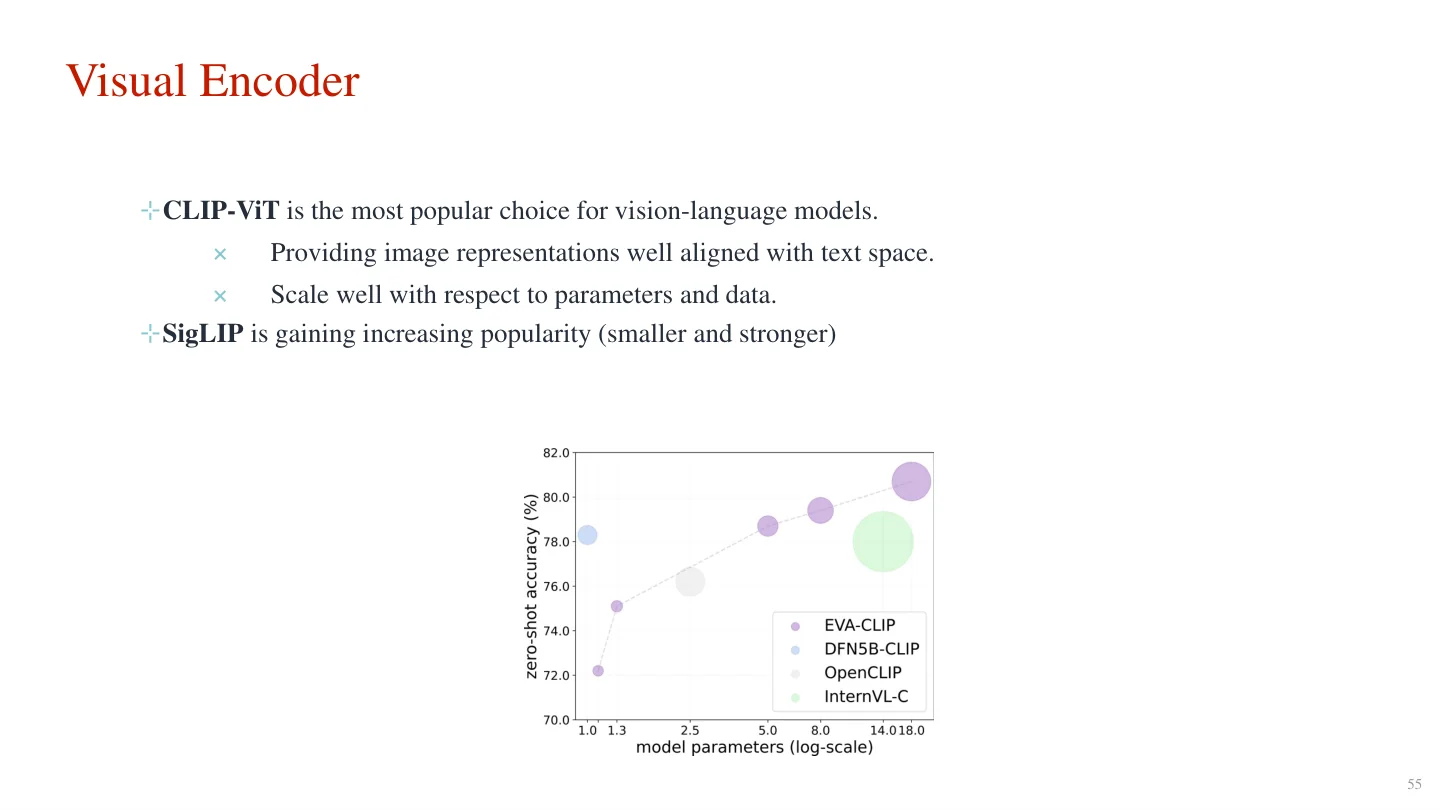 Visual Encoder
CLIP-ViT is the most popular choice for vision-language models.
× Providing image representations well aligned with text space.
× Scale well with respect to parameters and data.
SigLIP is gaining increasing popularity (smaller and stronger)
82.0
80.0
78.0
76.0
74.0
72.0
70.0
zero-shot accuracy (%)
EVA-CLIP
DFN5B-CLIP
OpenCLIP
InternVL-C
1.0 1.3 2.5 5.0 8.0 14.0 18.0
model parameters (log-scale)
55